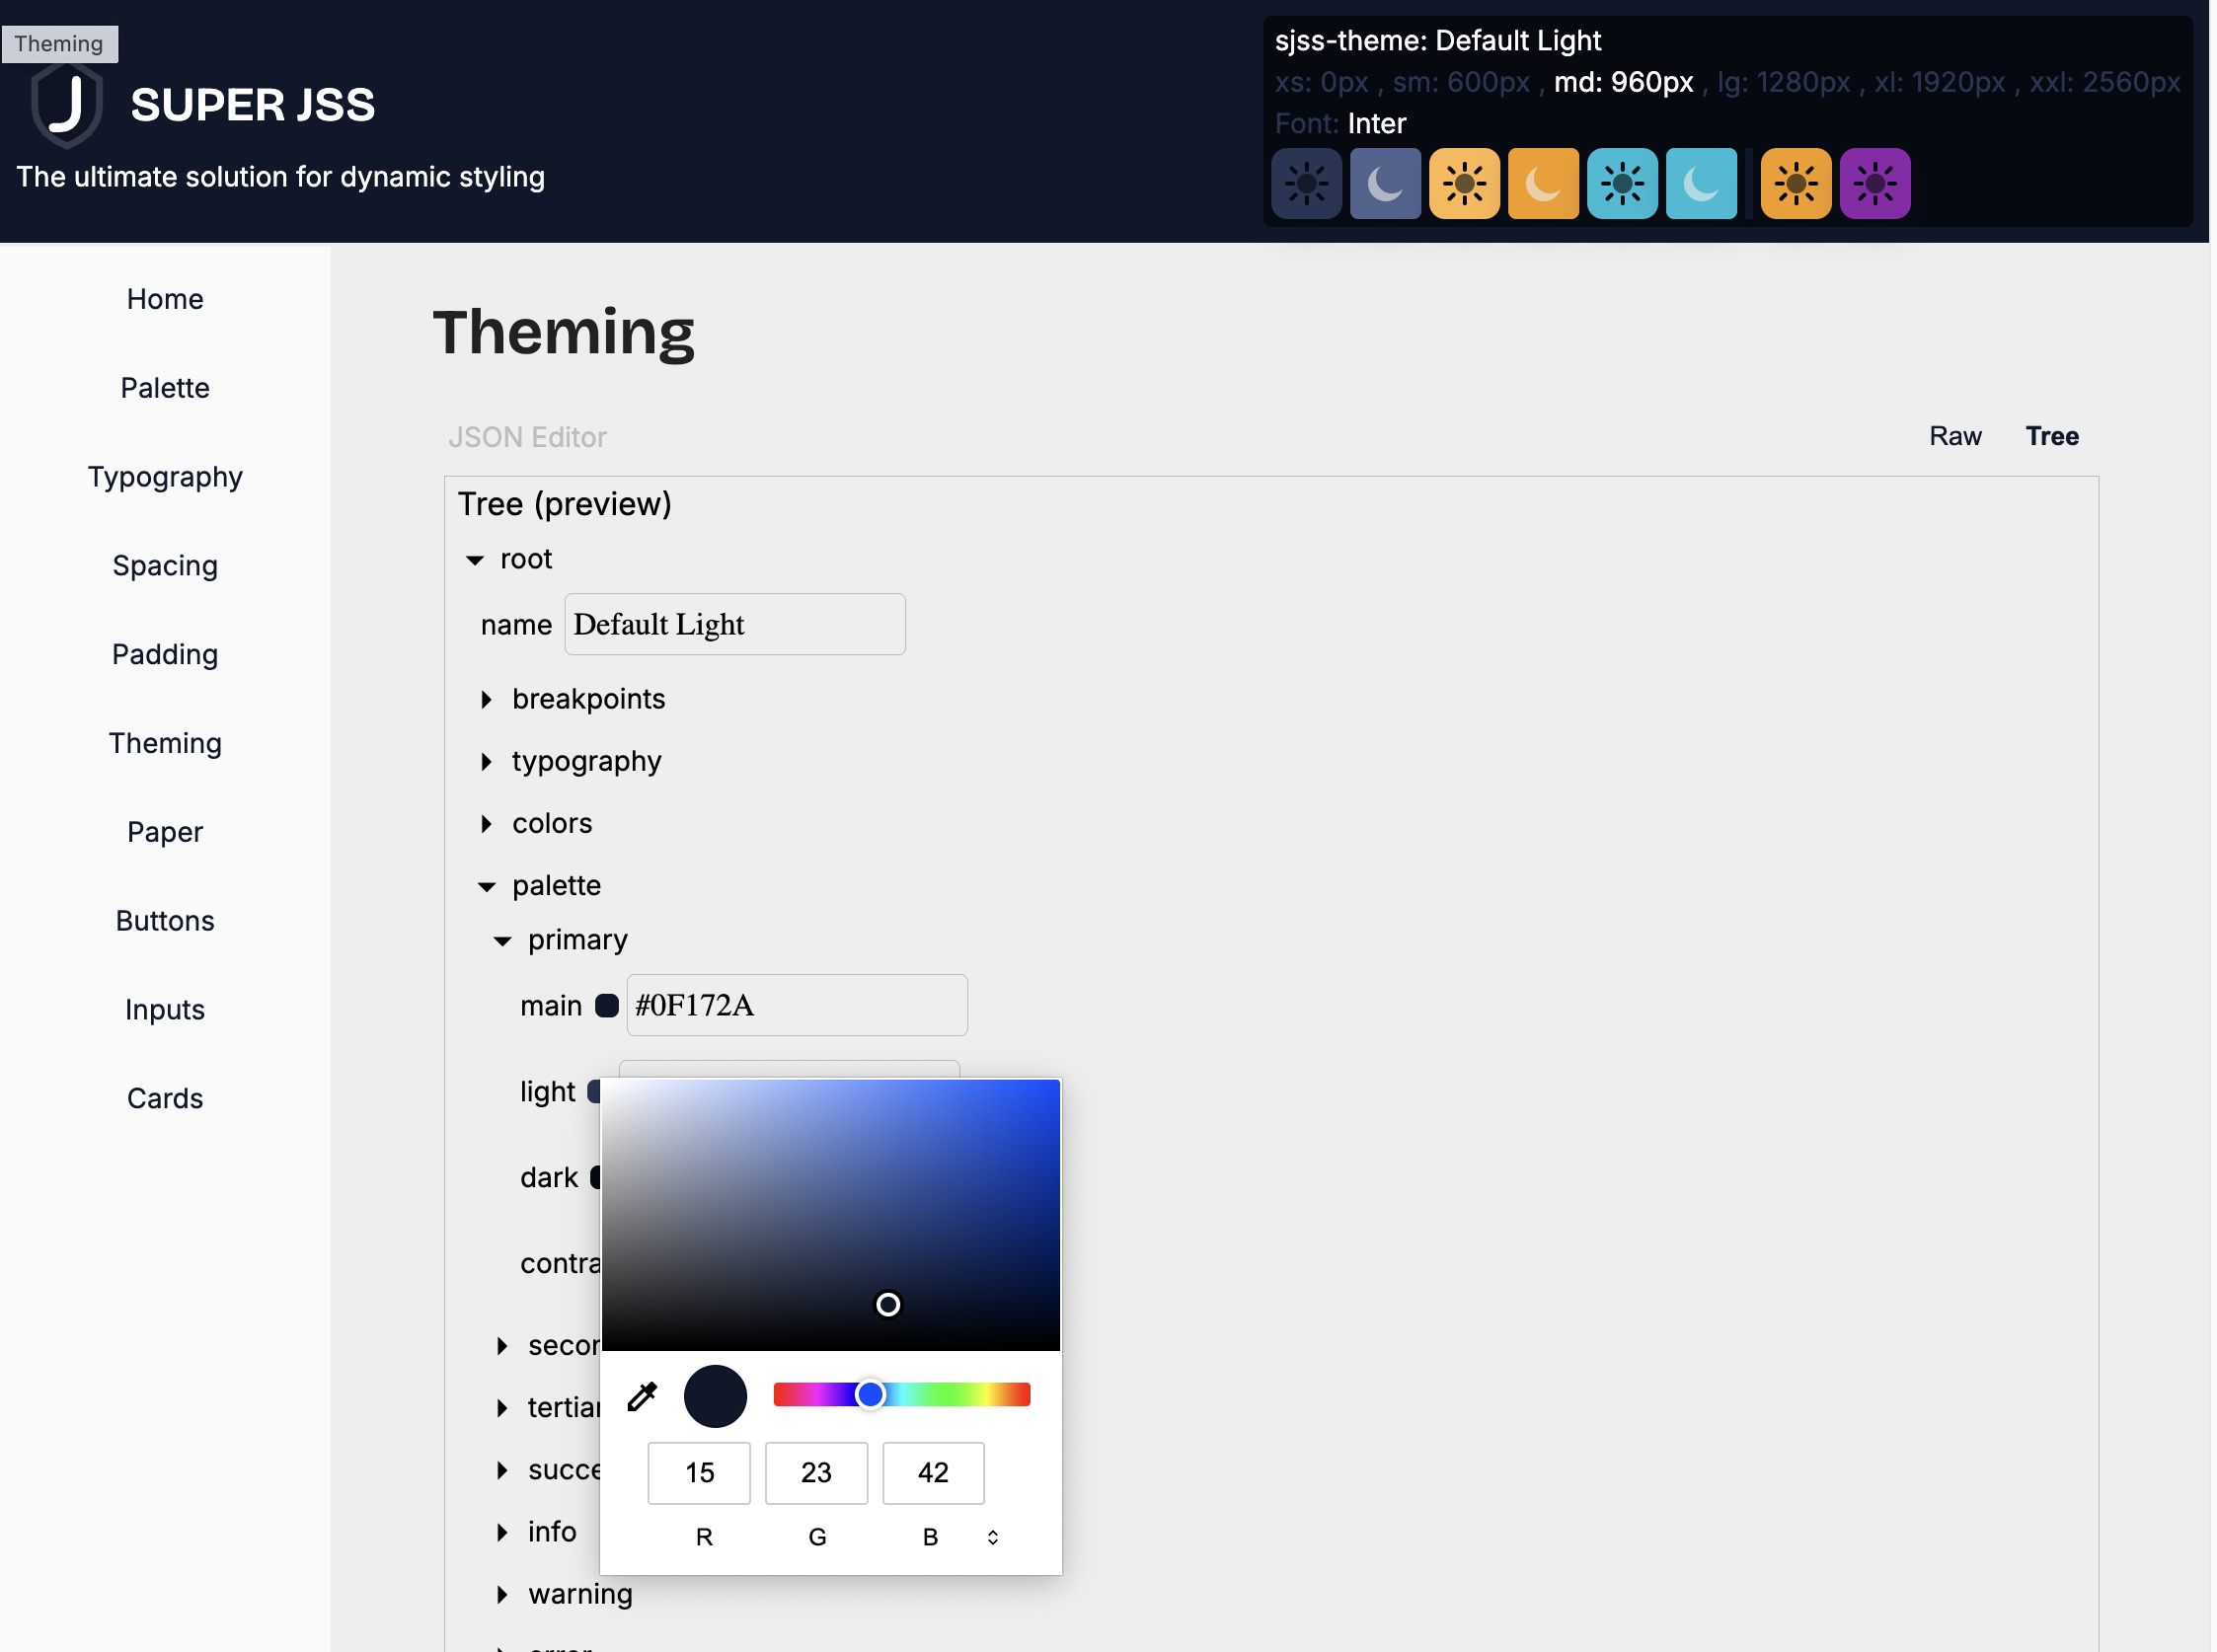 Theming
SUPER JSS
The ultimate solution for dynamic styling
sjss-theme: Default Light
xs: 0px , sm: 600px , md: 960px , lg: 1280px , xl: 1920px , xxl: 2560px
Font: Inter
Home
Palette
Typography
Spacing
Padding
Theming
Paper
Buttons
Inputs
Cards
Theming
JSON Editor
Raw
Tree
Tree (preview)
root
name Default Light
breakpoints
typography
colors
palette
primary
main #0F172A
light
dark
contra
secon
tertiar
succe
info
warning
15 23 42
R G B